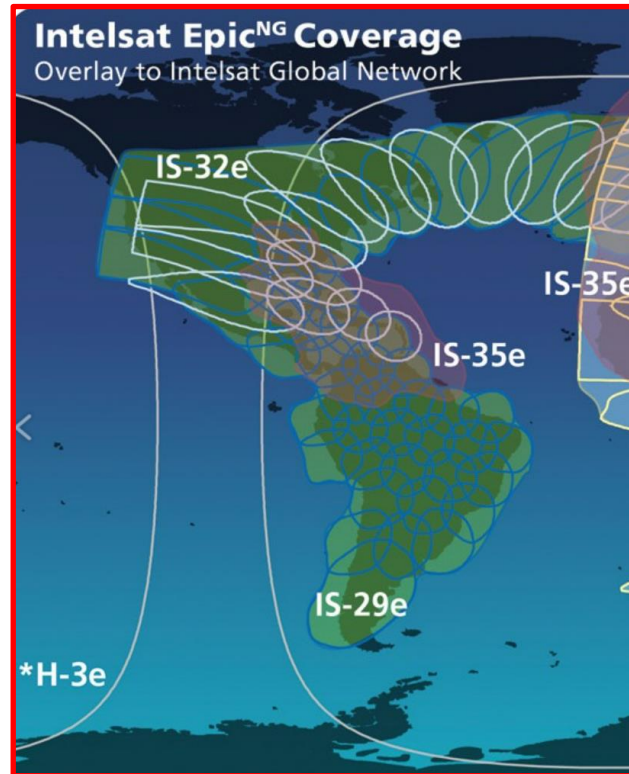 Intelsat Epic^NG Coverage
Overlay to Intelsat Global Network
IS-32e
IS-35e
IS-35e
IS-29e
*H-3e